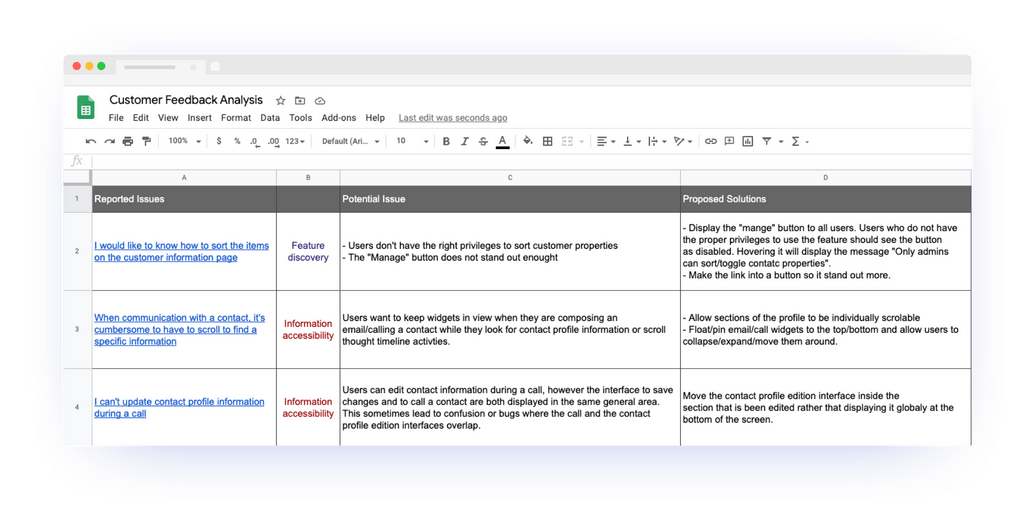 Customer Feedback Analysis
File Edit View Insert Format Data Tools Add-ons Help Last edit was seconds ago
100% $ % .0 .00 123 Default (Ari... 10 B I S A
fx
A B C D
1 Reported Issues Potential Issue Proposed Solutions
2
I would like to know how to sort the items
on the customer information page
Feature
discovery
- Users don't have the right privileges to sort customer properties
- The "Manage" button does not stand out enought
- Display the "mange" button to all users. Users who do not have
the proper privileges to use the feature should see the button
as disabled. Hovering it will display the message "Only admins
can sort/toggle contatc properties".
- Make the link into a button so it stand out more.
3
When communication with a contact, it's
cumbersome to have to scroll to find a
specific information
Information
accessibility
Users want to keep widgets in view when they are composing an
email/calling a contact while they look for contact profile information or scroll
thought timeline activties.
- Allow sections of the profile to be individually scrolable
- Float/pin email/call widgets to the top/bottom and allow users to
collapse/expand/move them around.
4
I can't update contact profile information
during a call
Information
accessibility
Users can edit contact information during a call, however the interface to save
changes and to call a contact are both displayed in the same general area.
This sometimes lead to confusion or bugs where the call and the contact
profile edition interfaces overlap.
Move the contact profile edition interface inside the
section that is been edited rather that displaying it globaly at the
bottom of the screen.